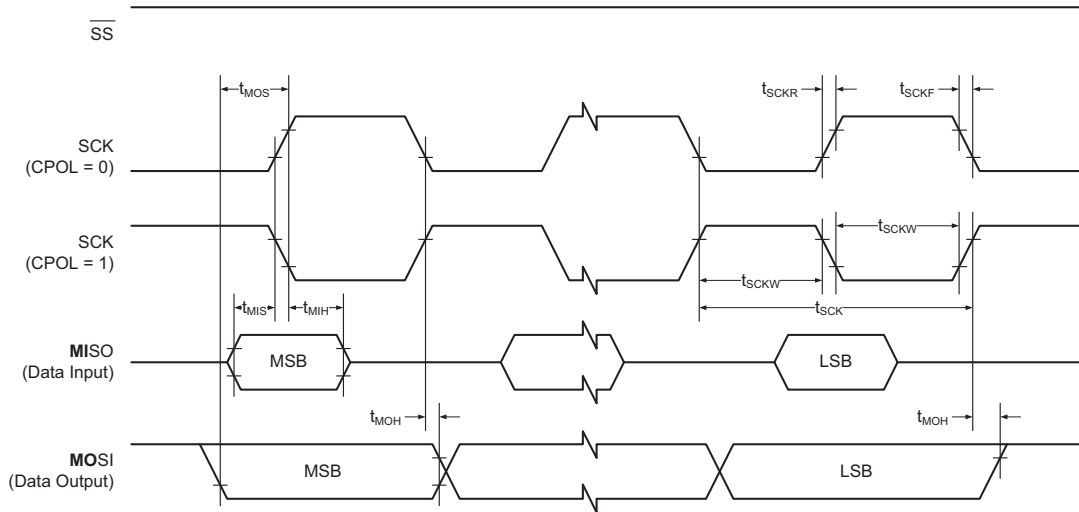 SS
tMOS
tSCKR
tSCKF
SCK
(CPOL = 0)
SCK
(CPOL = 1)
tSCKW
tSCKW
tMIS
tMIH
tSCK
MISO
(Data Input)
MSB
LSB
tMOH
tMOH
MOSI
(Data Output)
MSB
LSB